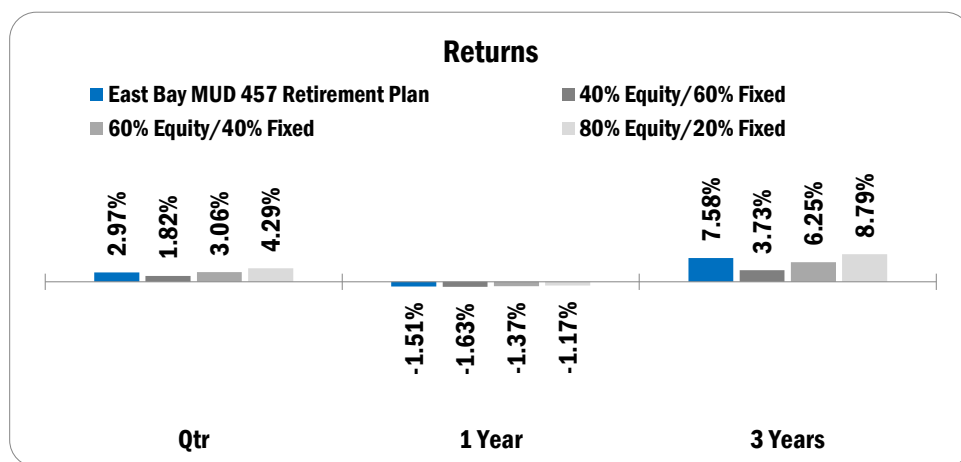 Returns
East Bay MUD 457 Retirement Plan 40% Equity/60% Fixed
60% Equity/40% Fixed 80% Equity/20% Fixed
2.97% 1.82% 3.06% 4.29% 7.58% 3.73% 6.25% 8.79%
-1.51% -1.63% -1.37% -1.17%
Qtr 1 Year 3 Years